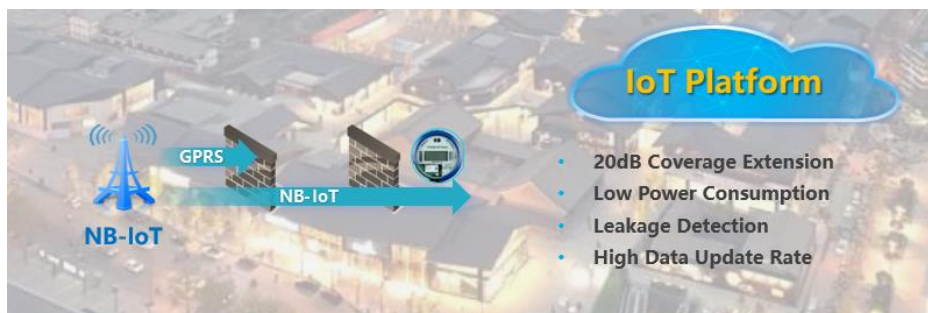 IoT Platform
GPRS
NB-IoT
NB-IoT
20dB Coverage Extension
Low Power Consumption
Leakage Detection
High Data Update Rate